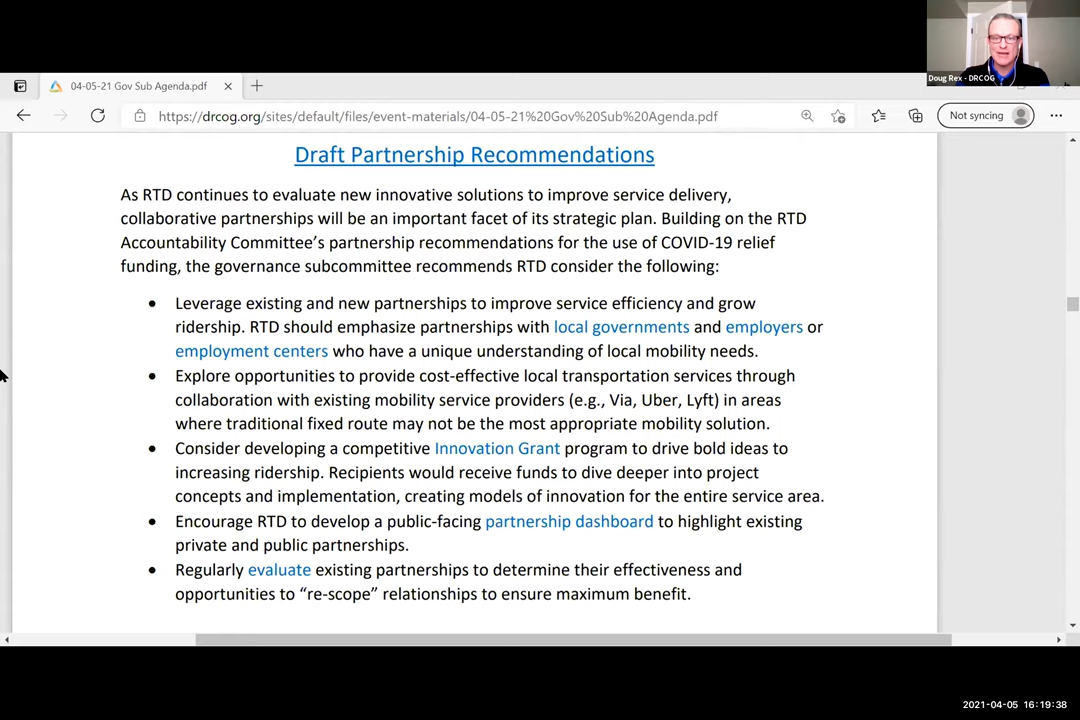 Doug Rex - DRCOG
04-05-21 Gov Sub Agenda.pdf
https://drcog.org/sites/default/files/event-materials/04-05-21%20Gov%20Sub%20Agenda.pdf
Not syncing
Draft Partnership Recommendations
As RTD continues to evaluate new innovative solutions to improve service delivery,
collaborative partnerships will be an important facet of its strategic plan. Building on the RTD
Accountability Committee's partnership recommendations for the use of COVID-19 relief
funding, the governance subcommittee recommends RTD consider the following:
• Leverage existing and new partnerships to improve service efficiency and grow
ridership. RTD should emphasize partnerships with local governments and employers or
employment centers who have a unique understanding of local mobility needs.
• Explore opportunities to provide cost-effective local transportation services through
collaboration with existing mobility service providers (e.g., Via, Uber, Lyft) in areas
where traditional fixed route may not be the most appropriate mobility solution.
• Consider developing a competitive Innovation Grant program to drive bold ideas to
increasing ridership. Recipients would receive funds to dive deeper into project
concepts and implementation, creating models of innovation for the entire service area.
• Encourage RTD to develop a public-facing partnership dashboard to highlight existing
private and public partnerships.
• Regularly evaluate existing partnerships to determine their effectiveness and
opportunities to “re-scope” relationships to ensure maximum benefit.
2021-04-05 16:19:38